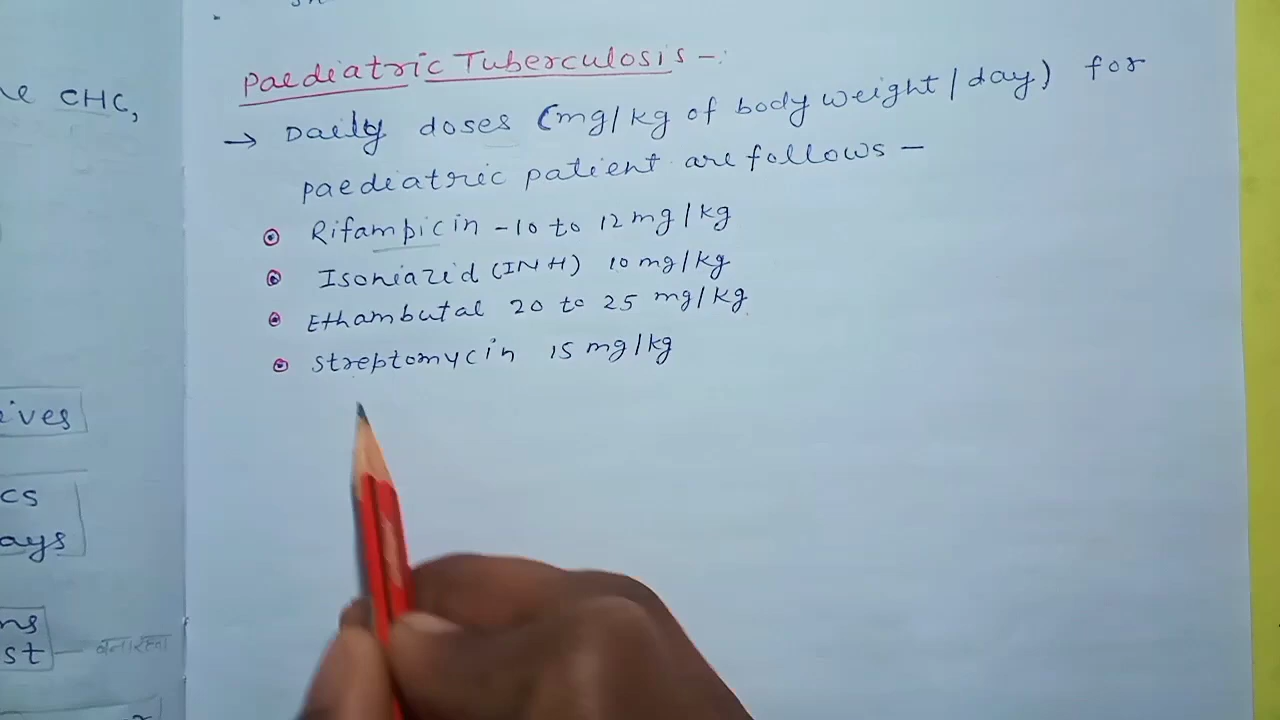 CHC,
ives
cs
ays
ns
st
Paediatric Tuberculosis -:
→ Daily doses (mg/kg of body weight/day) for
paediatric patient are follows -
Rifampicin - 10 to 12 mg/kg
Isoniazid (INH) 10 mg/kg
Ethambutal 20 to 25 mg/kg
Streptomycin 15 mg/kg